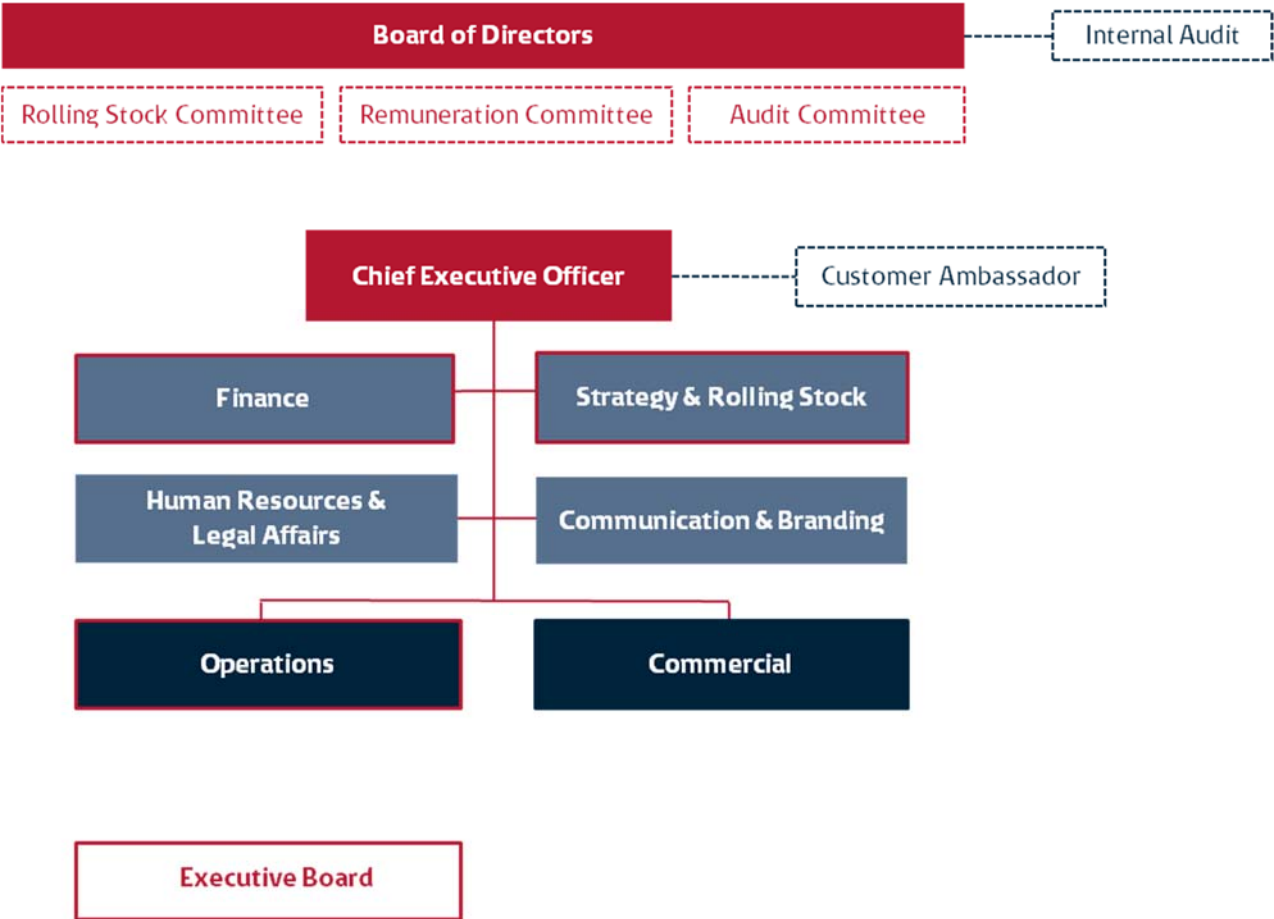 Board of Directors
Internal Audit
Rolling Stock Committee
Remuneration Committee
Audit Committee
Chief Executive Officer
Customer Ambassador
Finance
Strategy & Rolling Stock
Human Resources &
Legal Affairs
Communication & Branding
Operations
Commercial
Executive Board